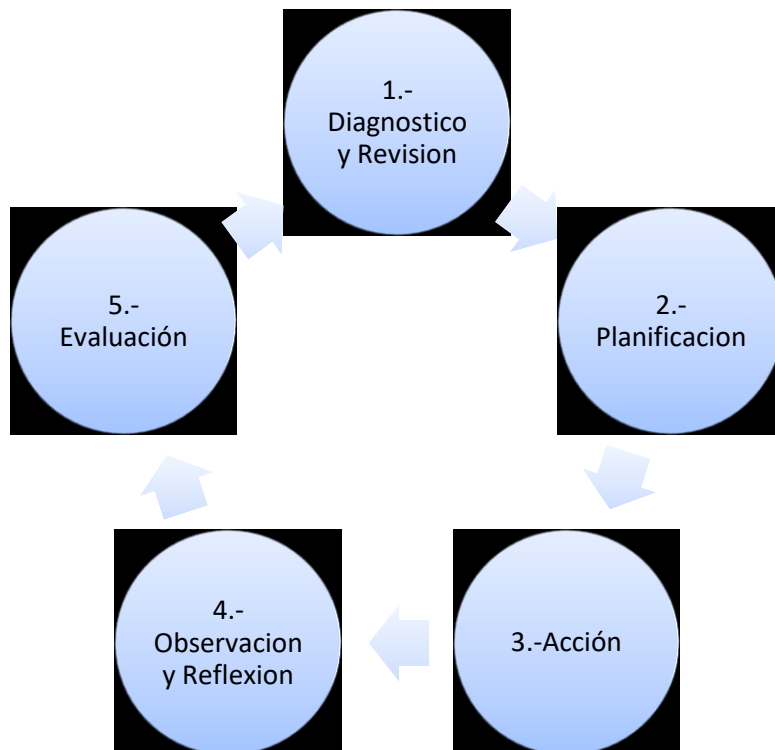 1.-
Diagnostico
y Revision
2.-
Planificacion
3.-Acción
4.-
Observacion
y Reflexion
5.-
Evaluación